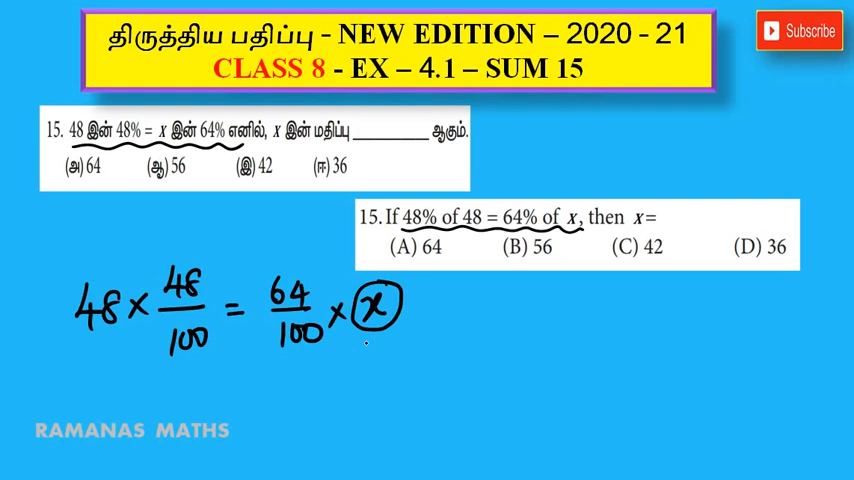 திருத்திய பதிப்பு - NEW EDITION – 2020 - 21
Subscribe
CLASS 8 - EX – 4.1 – SUM 15
15. 48 இன் 48% = x இன் 64% எனில், x இன் மதிப்பு __________ ஆகும்.
(அ) 64 (ஆ) 56 (இ) 42 (ஈ) 36
15. If 48% of 48 = 64% of x, then x=
(A) 64 (B) 56 (C) 42 (D) 36
48 × 48/100 = 64/100 × x
RAMANAS MATHS